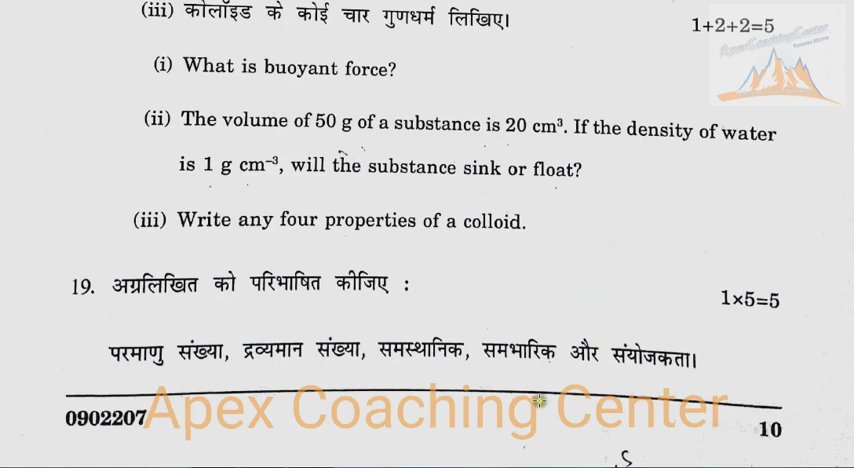 (iii) कोलॉइड के कोई चार गुणधर्म लिखिए। 1+2+2=5
ApexCoachingCenter
(i) What is buoyant force?
(ii) The volume of 50 g of a substance is 20 cm³. If the density of water
is 1 g cm⁻³, will the substance sink or float?
(iii) Write any four properties of a colloid.
19. अग्रलिखित को परिभाषित कीजिए : 1×5=5
परमाणु संख्या, द्रव्यमान संख्या, समस्थानिक, समभारिक और संयोजकता।
Apex Coaching Center
0902207 10